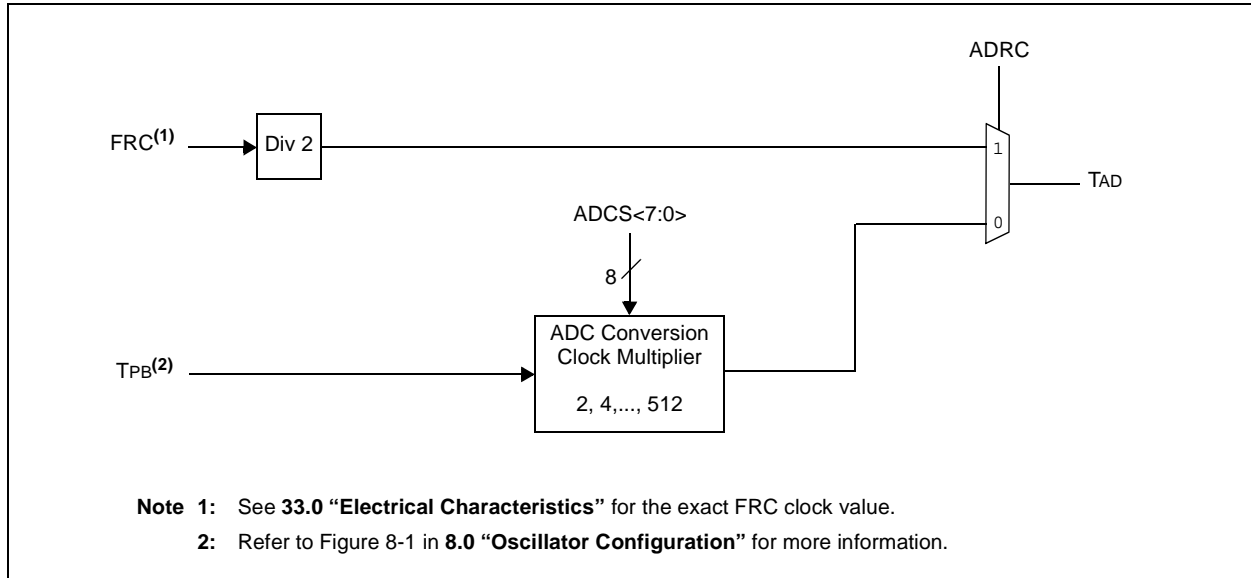 ADRC
FRC(1)
Div 2
1
TAD
ADCS<7:0>
0
8
ADC Conversion
Clock Multiplier
TPB(2)
2, 4,..., 512
Note 1: See 33.0 “Electrical Characteristics” for the exact FRC clock value.
2: Refer to Figure 8-1 in 8.0 “Oscillator Configuration” for more information.